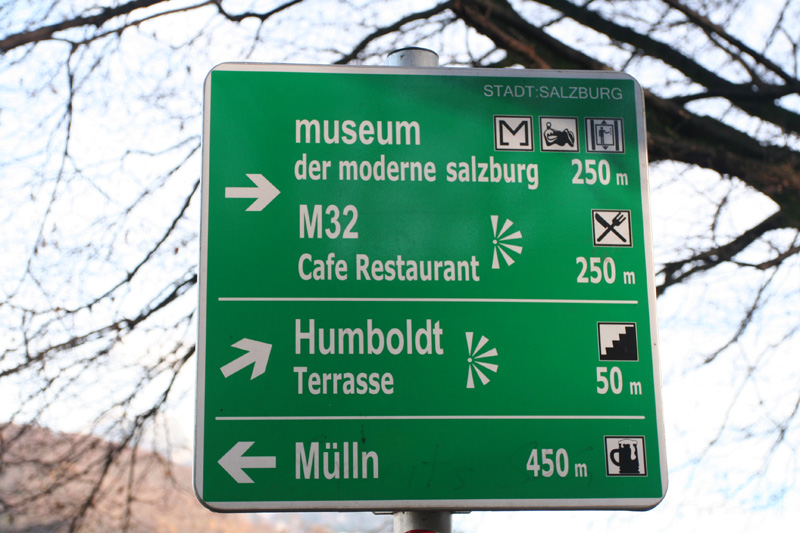 STADT:SALZBURG
museum M
der moderne salzburg 250 m
M32
Cafe Restaurant 250 m
Humboldt
Terrasse 50 m
Mülln 450 m